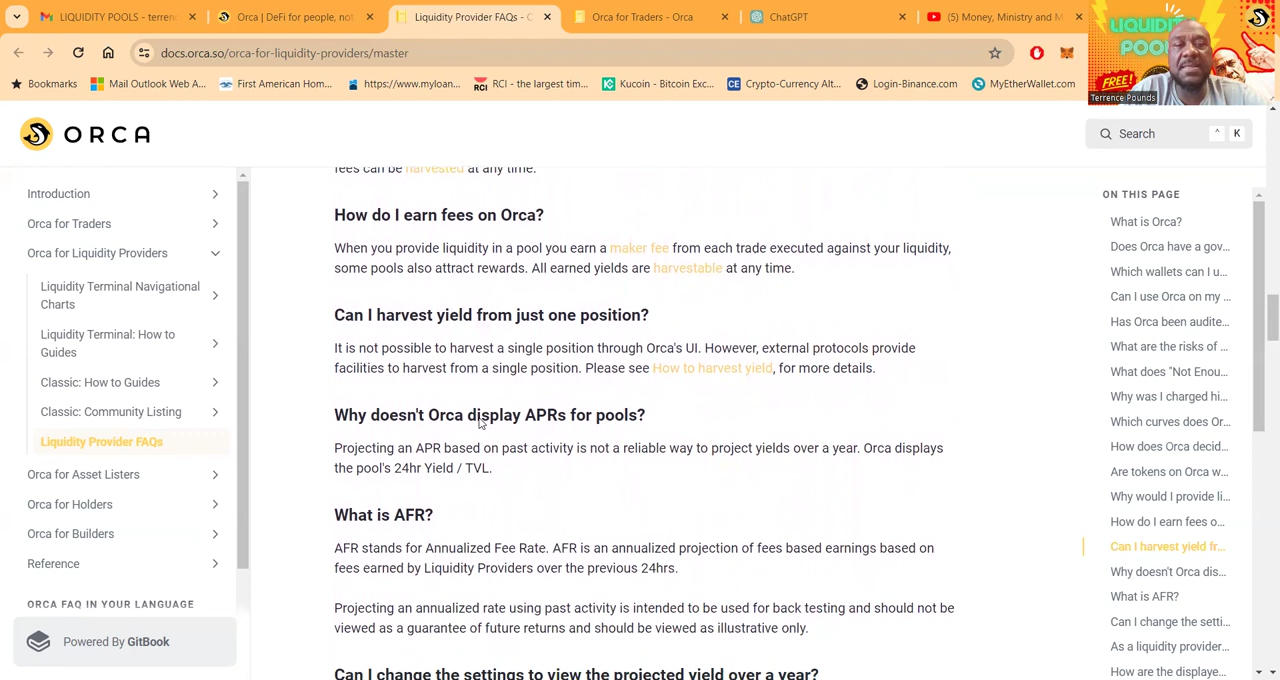 LIQUIDITY POOLS - terrenc
Orca | DeFi for people, not
Liquidity Provider FAQs - O
Orca for Traders - Orca
ChatGPT
(5) Money, Ministry and M
docs.orca.so/orca-for-liquidity-providers/master
Bookmarks
Mail Outlook Web A...
First American Hom...
https://www.myloan...
RCI - the largest tim...
Kucoin - Bitcoin Exc...
Crypto-Currency Alt...
Login-Binance.com
MyEtherWallet.com
LIQUIDITY
POOL
FREE!
Terrence Pounds
ORCA
Search
K
Introduction
Orca for Traders
Orca for Liquidity Providers
Liquidity Terminal Navigational
Charts
Liquidity Terminal: How to
Guides
Classic: How to Guides
Classic: Community Listing
Liquidity Provider FAQs
Orca for Asset Listers
Orca for Holders
Orca for Builders
Reference
ORCA FAQ IN YOUR LANGUAGE
Powered By GitBook
fees can be harvested at any time.
How do I earn fees on Orca?
When you provide liquidity in a pool you earn a maker fee from each trade executed against your liquidity,
some pools also attract rewards. All earned yields are harvestable at any time.
Can I harvest yield from just one position?
It is not possible to harvest a single position through Orca's UI. However, external protocols provide
facilities to harvest from a single position. Please see How to harvest yield, for more details.
Why doesn't Orca display APRs for pools?
Projecting an APR based on past activity is not a reliable way to project yields over a year. Orca displays
the pool's 24hr Yield / TVL.
What is AFR?
AFR stands for Annualized Fee Rate. AFR is an annualized projection of fees based earnings based on
fees earned by Liquidity Providers over the previous 24hrs.
Projecting an annualized rate using past activity is intended to be used for back testing and should not be
viewed as a guarantee of future returns and should be viewed as illustrative only.
Can I change the settings to view the projected yield over a year?
ON THIS PAGE
What is Orca?
Does Orca have a gov...
Which wallets can I u...
Can I use Orca on my ...
Has Orca been audite...
What are the risks of ...
What does "Not Enou...
Why was I charged hi...
Which curves does Or...
How does Orca decid...
Are tokens on Orca w...
Why would I provide li...
How do I earn fees o...
Can I harvest yield fr...
Why doesn't Orca dis...
What is AFR?
Can I change the setti...
As a liquidity provider...
How are the displaye...